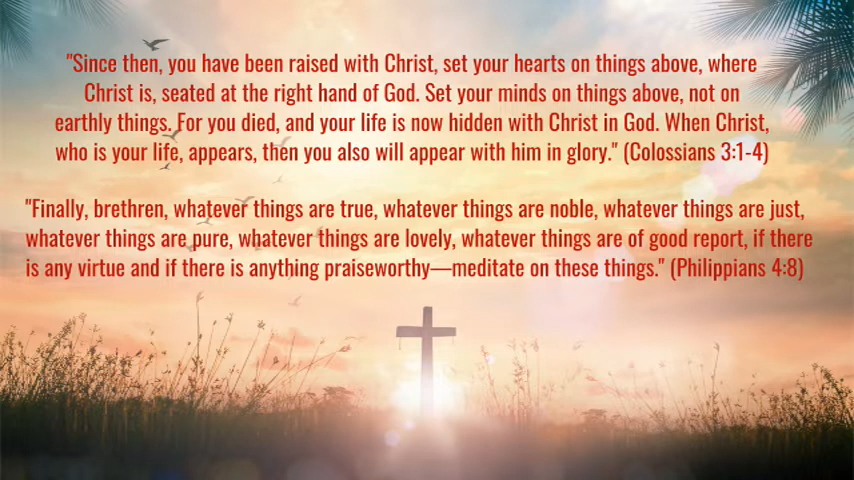 "Since then, you have been raised with Christ, set your hearts on things above, where
Christ is, seated at the right hand of God. Set your minds on things above, not on
earthly things. For you died, and your life is now hidden with Christ in God. When Christ,
who is your life, appears, then you also will appear with him in glory." (Colossians 3:1-4)
"Finally, brethren, whatever things are true, whatever things are noble, whatever things are just,
whatever things are pure, whatever things are lovely, whatever things are of good report, if there
is any virtue and if there is anything praiseworthy—meditate on these things." (Philippians 4:8)